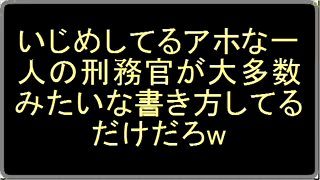 いじめしてるアホな一
人の刑務官が大多数
みたいな書き方してる
だけだろw